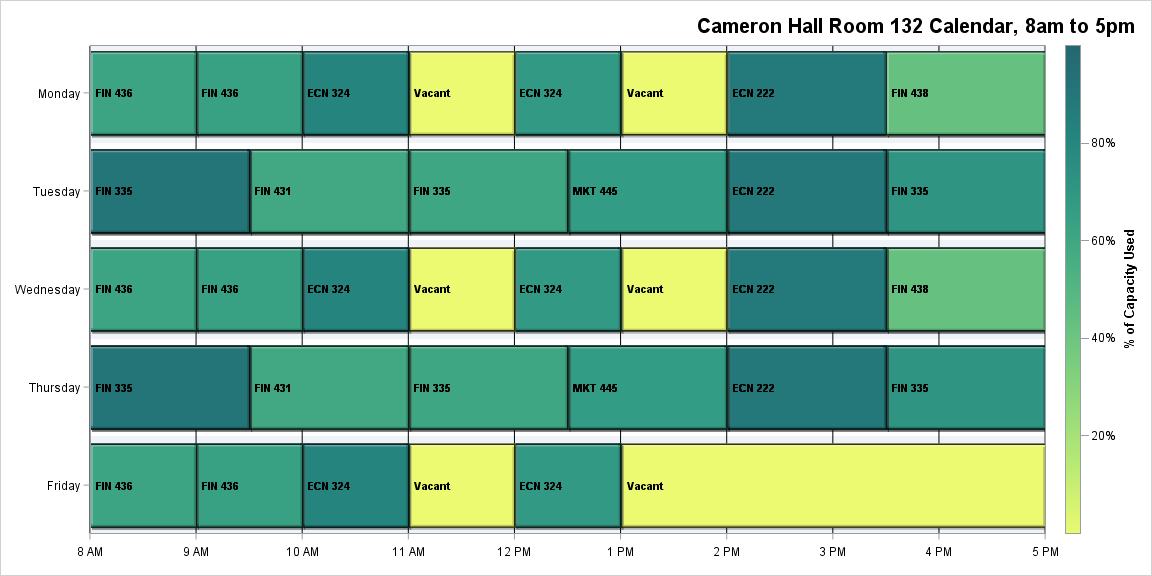 Cameron Hall Room 132 Calendar, 8am to 5pm
Monday
FIN 436
FIN 436
ECN 324
Vacant
ECN 324
Vacant
ECN 222
FIN 438
Tuesday
FIN 335
FIN 431
FIN 335
MKT 445
ECN 222
FIN 335
Wednesday
FIN 436
FIN 436
ECN 324
Vacant
ECN 324
Vacant
ECN 222
FIN 438
Thursday
FIN 335
FIN 431
FIN 335
MKT 445
ECN 222
FIN 335
Friday
FIN 436
FIN 436
ECN 324
Vacant
ECN 324
Vacant
8 AM
9 AM
10 AM
11 AM
12 PM
1 PM
2 PM
3 PM
4 PM
5 PM
80%
60%
40%
20%
% of Capacity Used